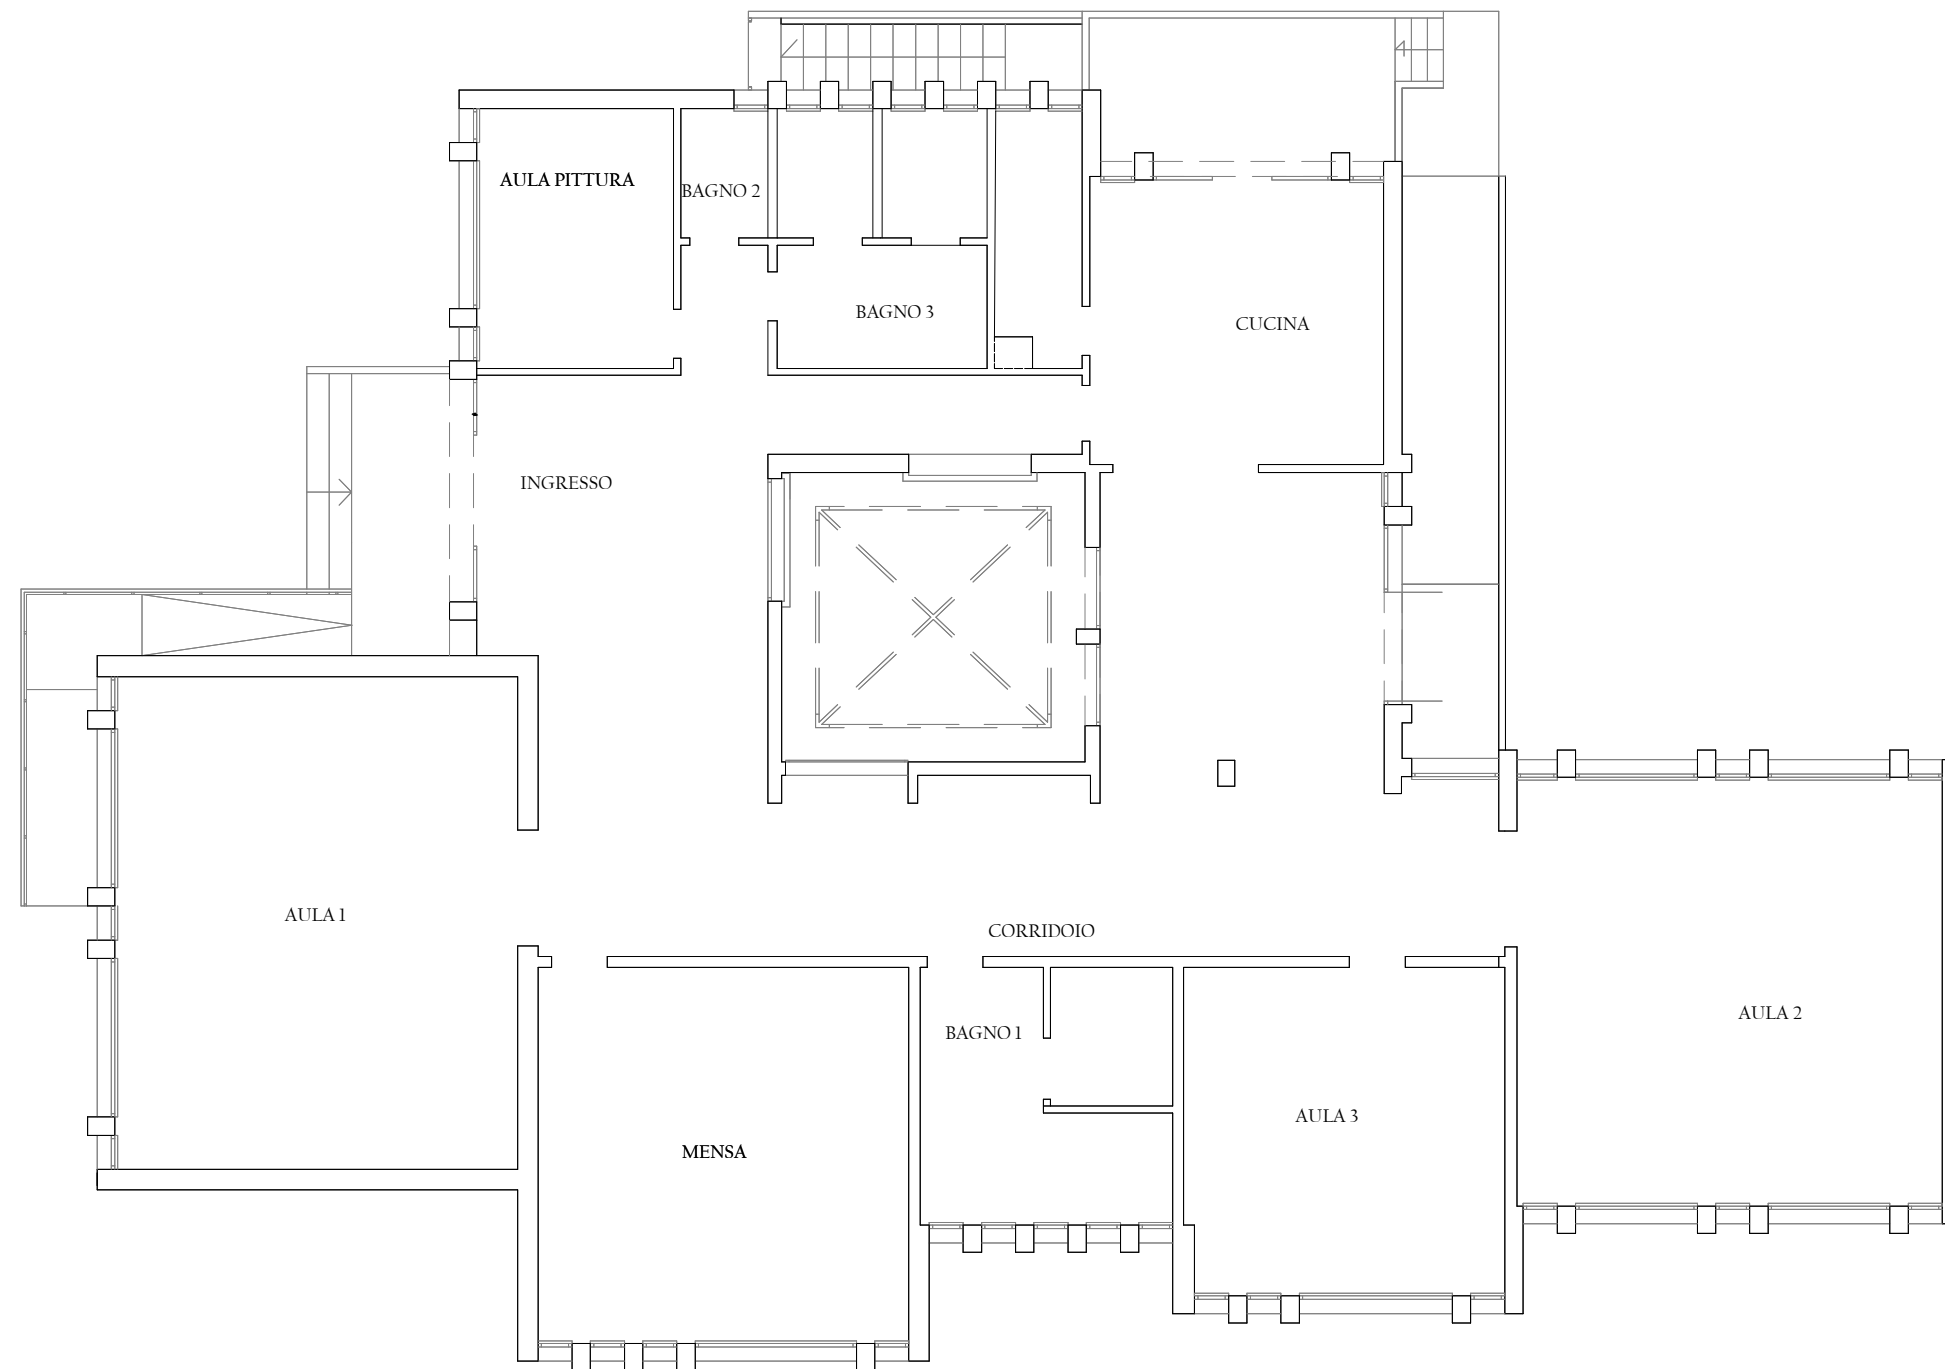 AULA PITTURA
BAGNO 2
BAGNO 3
CUCINA
INGRESSO
AULA 1
CORRIDOIO
AULA 2
BAGNO 1
AULA 3
MENSA